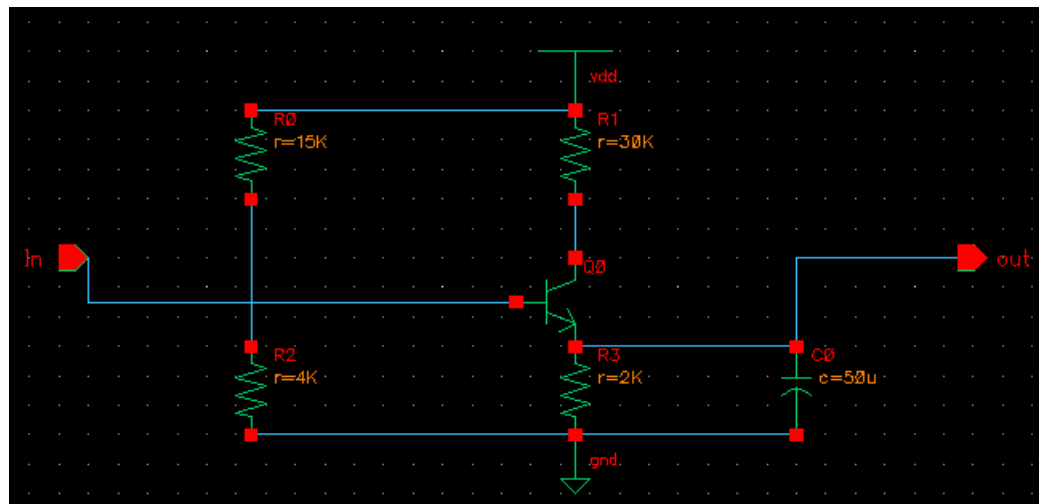 vdd
R0
r=15K
R1
r=30K
In
Q0
out
R2
r=4K
R3
r=2K
C0
c=50u
gnd